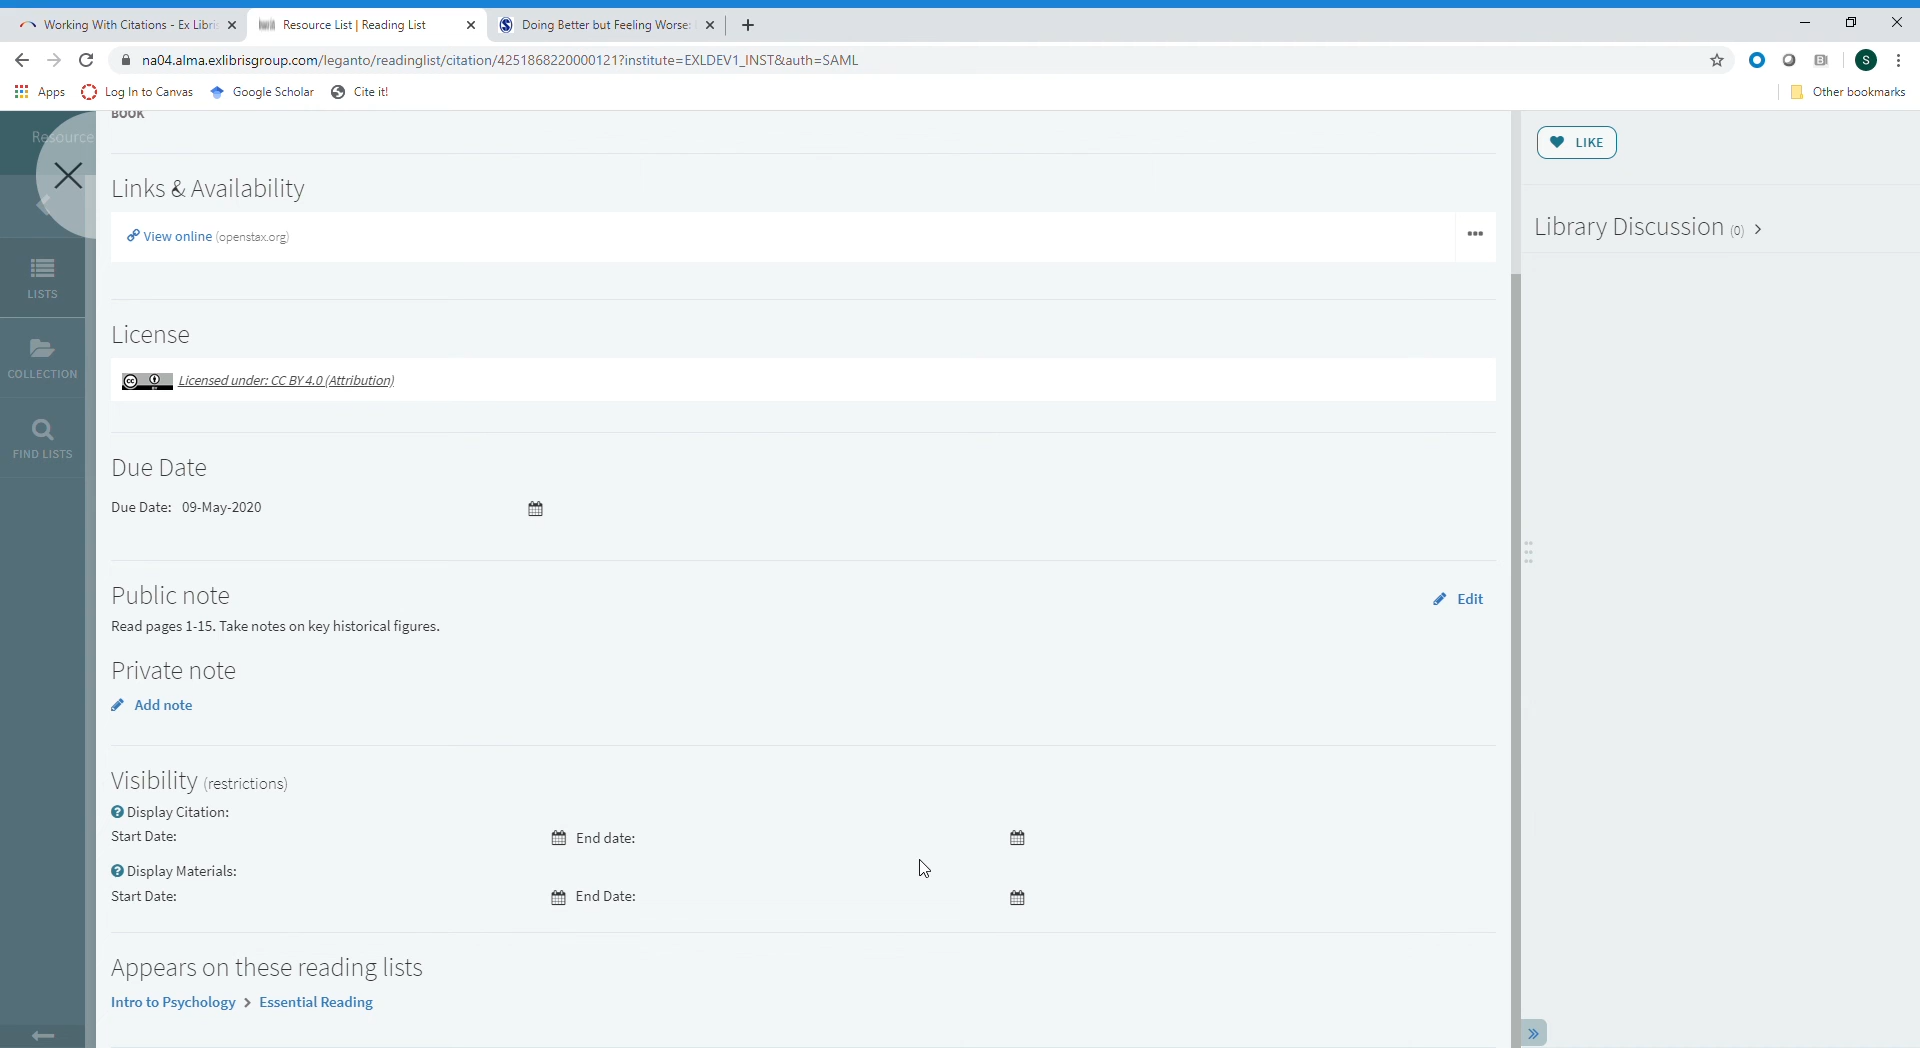 Working With Citations - Ex Libris
Resource List | Reading List
Doing Better but Feeling Worse:
na04.alma.exlibrisgroup.com/leganto/readinglist/citation/4251868220000121?institute=EXLDEV1_INST&auth=SAML
S
Apps
Log In to Canvas
Google Scholar
Cite it!
Other bookmarks
Resource
BOOK
LIKE
Links & Availability
Library Discussion (0)
View online (openstax.org)
LISTS
License
COLLECTION
Licensed under: CC BY 4.0 (Attribution)
FIND LISTS
Due Date
Due Date: 09-May-2020
Public note
Edit
Read pages 1-15. Take notes on key historical figures.
Private note
Add note
Visibility (restrictions)
Display Citation:
Start Date:
End date:
Display Materials:
Start Date:
End Date:
Appears on these reading lists
Intro to Psychology > Essential Reading